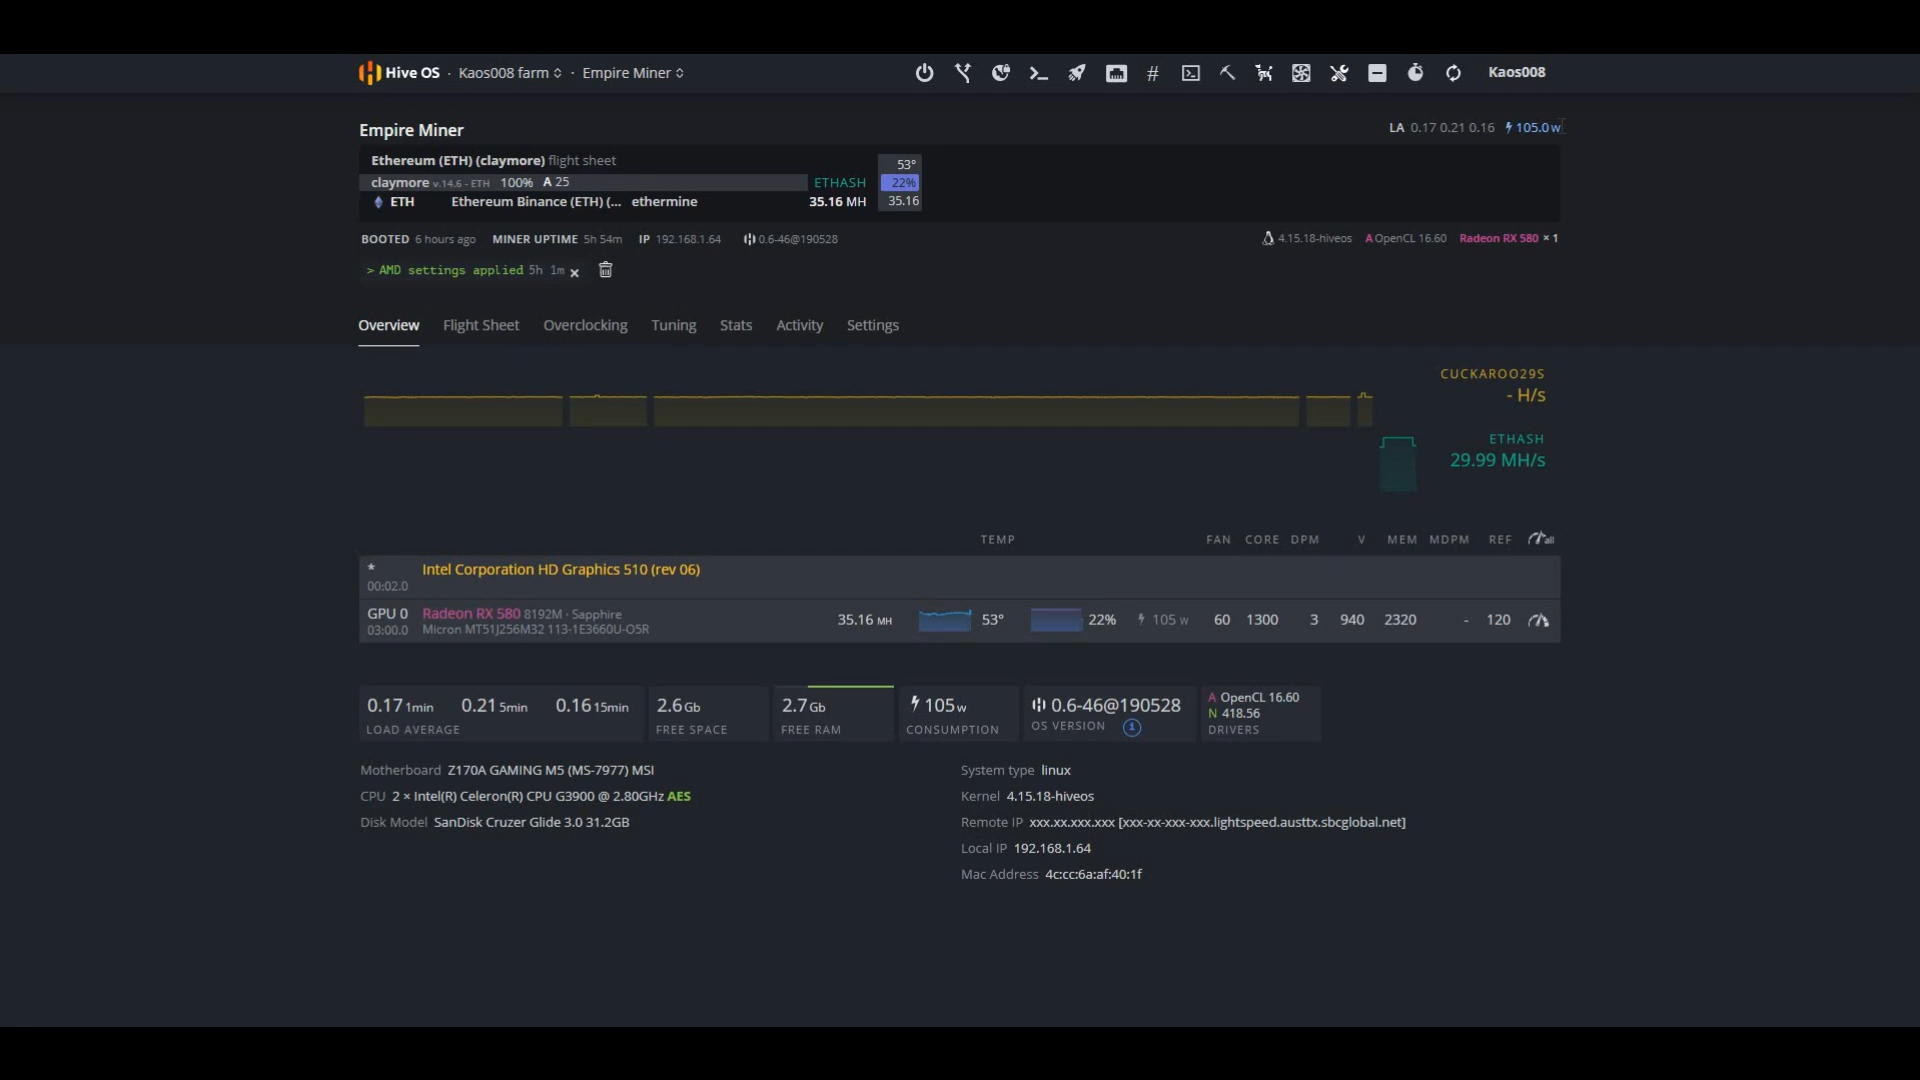 Hive OS · Kaos008 farm · Empire Miner
Kaos008
Empire Miner
LA 0.17 0.21 0.16 105.0 w
Ethereum (ETH) (claymore) flight sheet
53°
claymore v.14.6 - ETH 100% A 25 ETHASH 22%
ETH Ethereum Binance (ETH) (... ethermine 35.16 MH 35.16
BOOTED 6 hours ago MINER UPTIME 5h 54m IP 192.168.1.64 0.6-46@190528
4.15.18-hiveos A OpenCL 16.60 Radeon RX 580 × 1
> AMD settings applied 5h 1m ×
Overview Flight Sheet Overclocking Tuning Stats Activity Settings
CUCKAROO29S
- H/s
ETHASH
29.99 MH/s
TEMP FAN CORE DPM V MEM MDPM REF all
* Intel Corporation HD Graphics 510 (rev 06)
00:02.0
GPU 0 Radeon RX 580 8192M · Sapphire
03:00.0 Micron MT51J256M32 113-1E3660U-O5R
35.16 MH 53° 22% 105 w 60 1300 3 940 2320 - 120
0.17 1min 0.21 5min 0.16 15min
LOAD AVERAGE
2.6 Gb
FREE SPACE
2.7 Gb
FREE RAM
105 w
CONSUMPTION
0.6-46@190528
OS VERSION
A OpenCL 16.60
N 418.56
DRIVERS
Motherboard Z170A GAMING M5 (MS-7977) MSI
CPU 2 × Intel(R) Celeron(R) CPU G3900 @ 2.80GHz AES
Disk Model SanDisk Cruzer Glide 3.0 31.2GB
System type linux
Kernel 4.15.18-hiveos
Remote IP xxx.xx.xxx.xxx [xxx-xx-xxx-xxx.lightspeed.austtx.sbcglobal.net]
Local IP 192.168.1.64
Mac Address 4c:cc:6a:af:40:1f